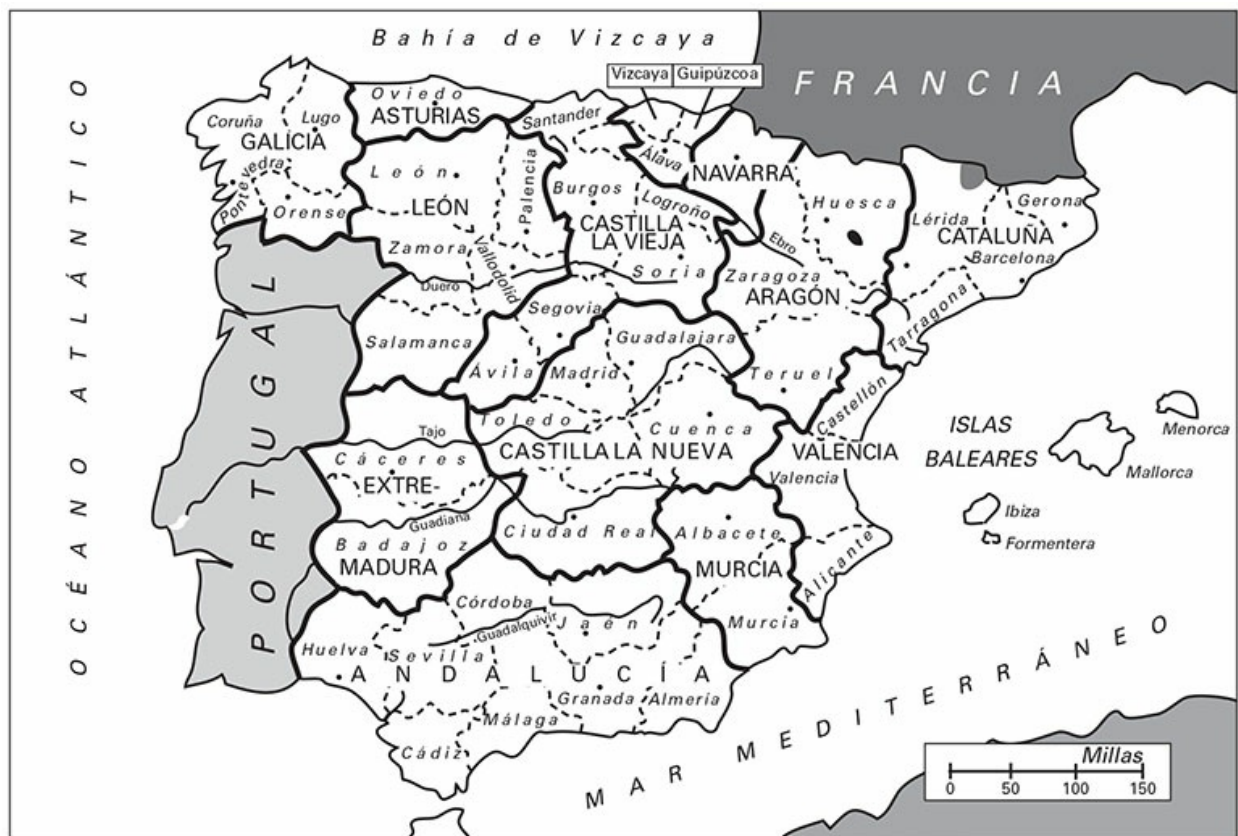 Bahía de Vizcaya
Vizcaya
Guipúzcoa
FRANCIA
OCÉANO ATLÁNTICO
Oviedo
ASTURIAS
Santander
Coruña
Lugo
GALÍCIA
Pontevedra
Orense
León
LEÓN
Palencia
Zamora
Valladolid
Duero
Salamanca
Burgos
Álava
NAVARRA
Logroño
CASTILLA
LA VIEJA
Soria
Segovia
Ávila
Huesca
Ebro
Zaragoza
ARAGÓN
Teruel
Lérida
Gerona
CATALUÑA
Barcelona
Tarragona
PORTUGAL
Madrid
Guadalajara
Toledo
Cuenca
CASTILLA LA NUEVA
Ciudad Real
Tajo
Cáceres
EXTRE-
Guadiana
Badajoz
MADURA
Castellón
VALENCIA
Valencia
Alicante
ISLAS
BALEARES
Menorca
Mallorca
Ibiza
Formentera
Albacete
MURCIA
Murcia
Córdoba
Guadalquivir
Jaén
Huelva
Sevilla
ANDALUCÍA
Granada
Almería
Málaga
Cádiz
MAR MEDITERRÁNEO
Millas
0 50 100 150